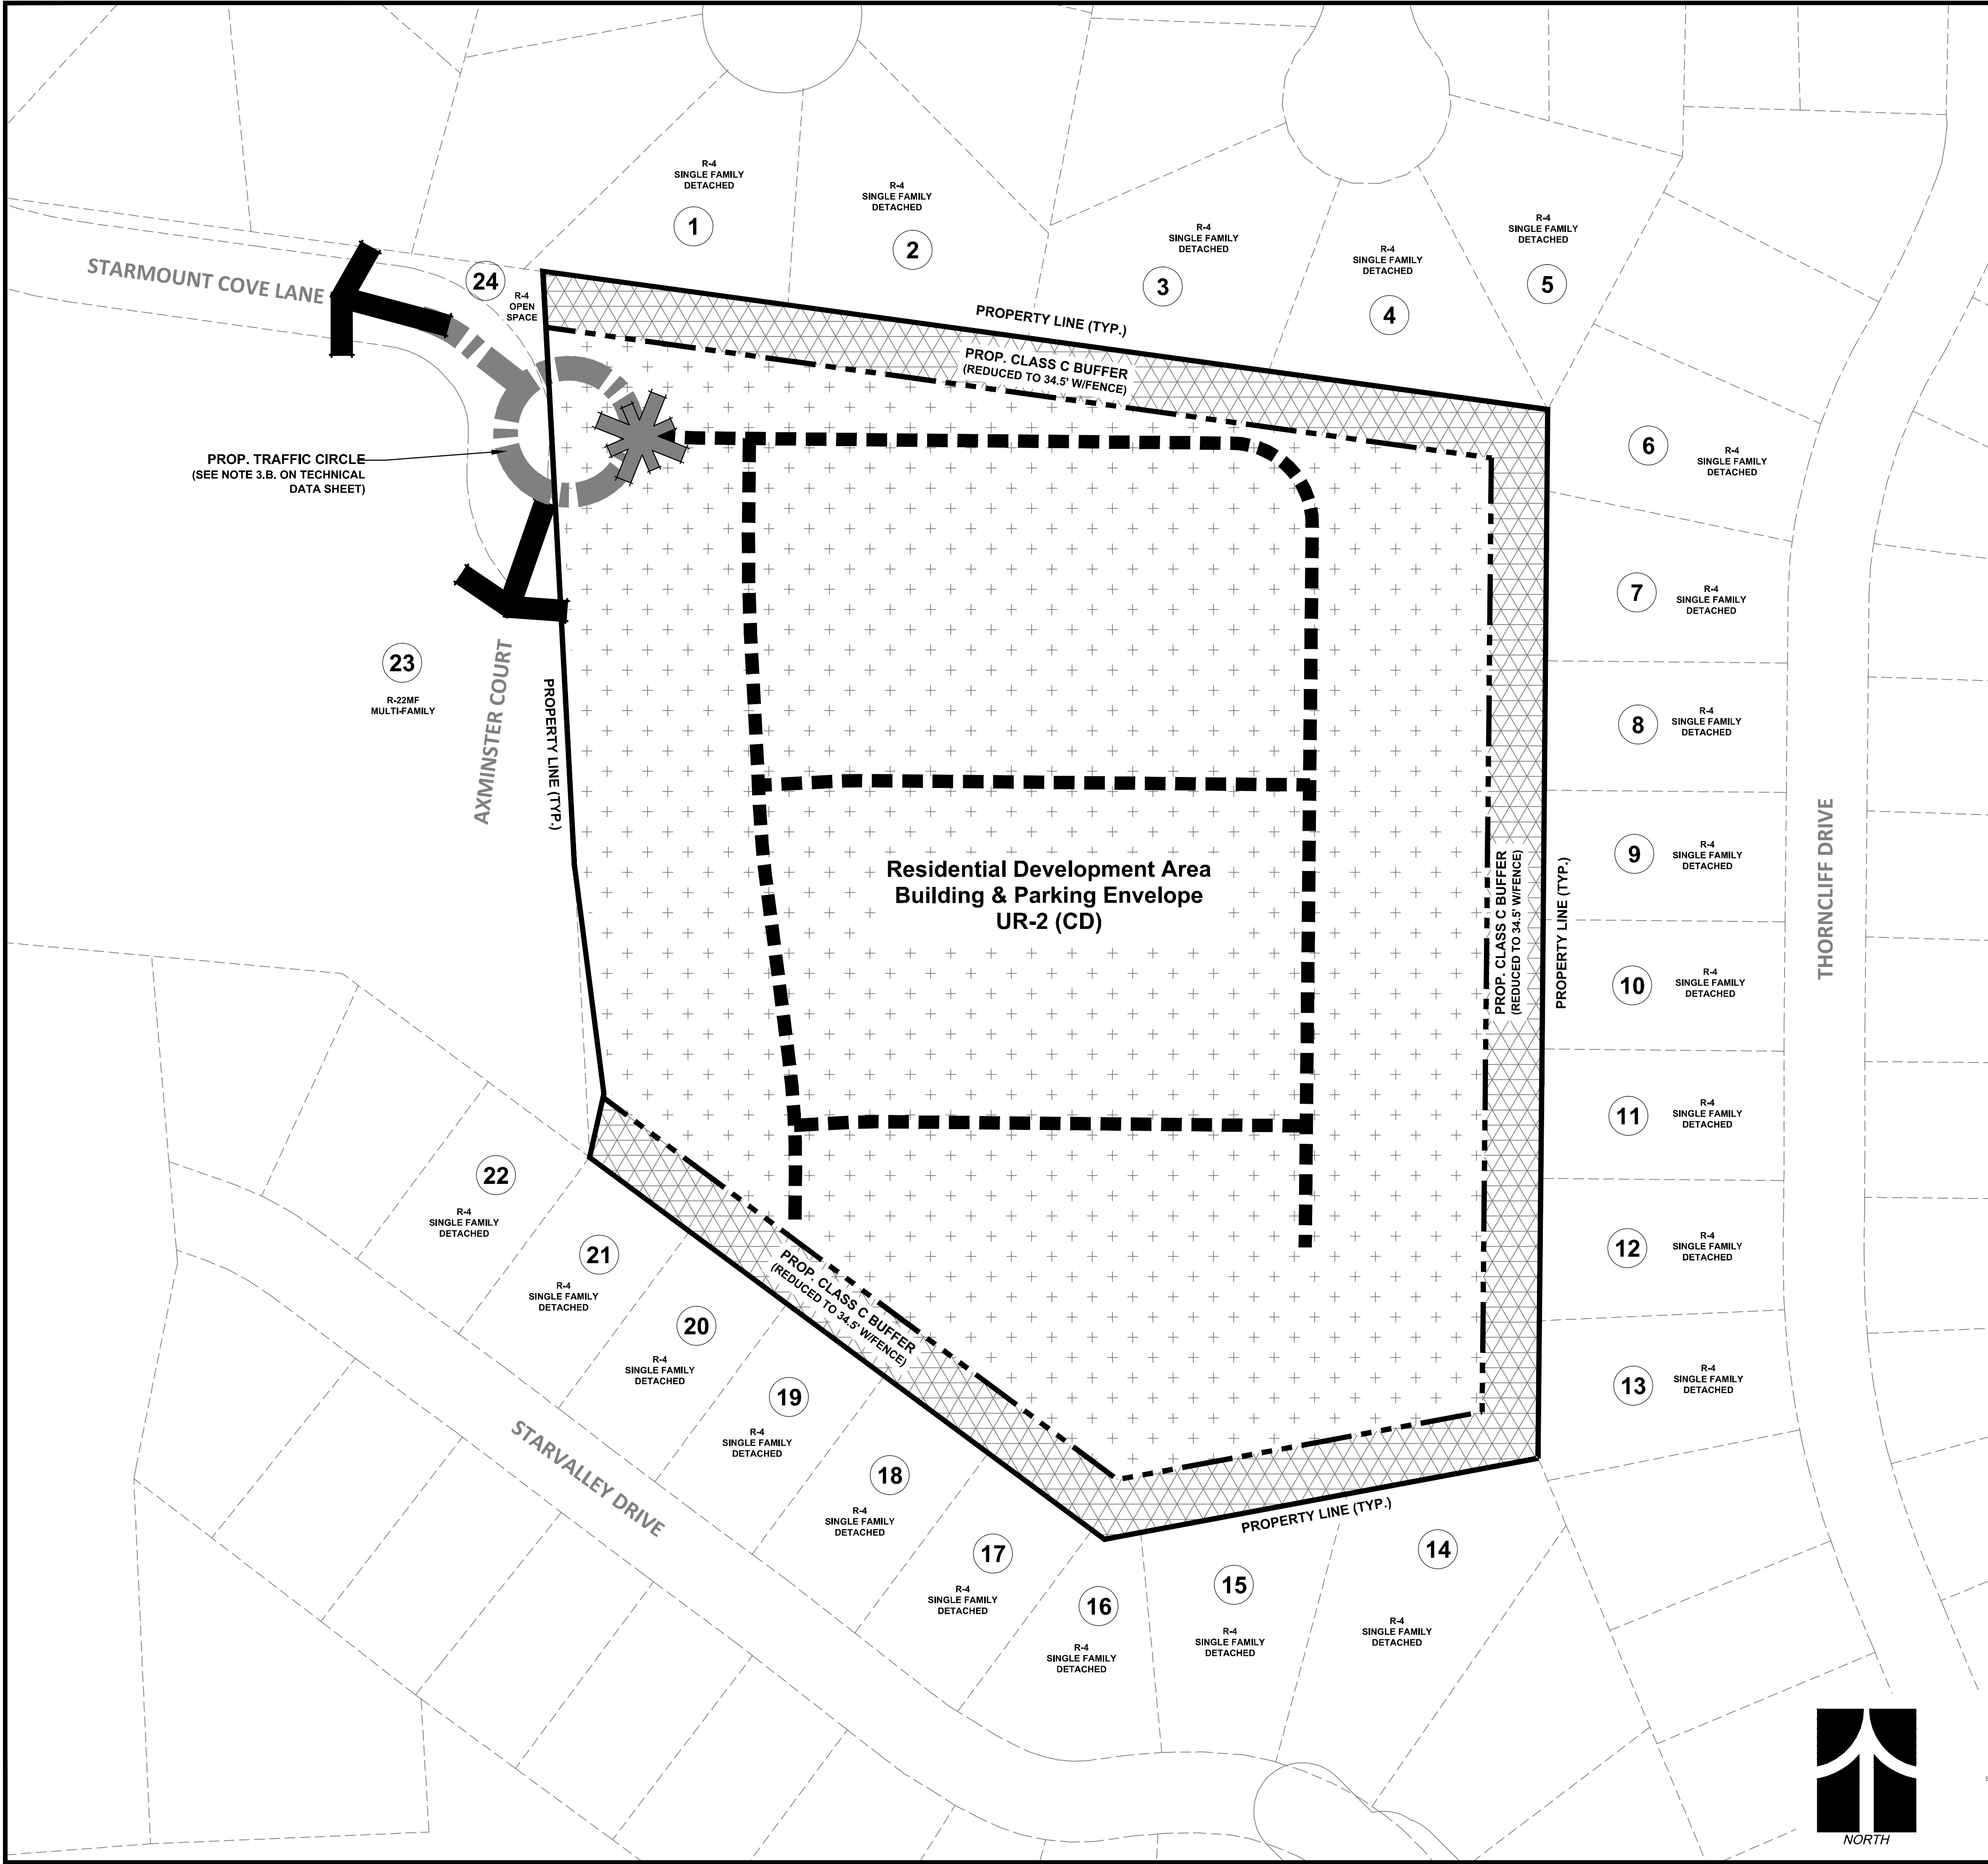 R-4
SINGLE FAMILY
DETACHED
1
R-4
SINGLE FAMILY
DETACHED
2
R-4
SINGLE FAMILY
DETACHED
3
R-4
SINGLE FAMILY
DETACHED
4
R-4
SINGLE FAMILY
DETACHED
5
STARMOUNT COVE LANE
24
R-4
OPEN
SPACE
PROPERTY LINE (TYP.)
PROP. CLASS C BUFFER
(REDUCED TO 34.5' W/FENCE)
PROP. TRAFFIC CIRCLE
(SEE NOTE 3.B. ON TECHNICAL
DATA SHEET)
6
R-4
SINGLE FAMILY
DETACHED
7
R-4
SINGLE FAMILY
DETACHED
23
R-22MF
MULTI-FAMILY
AXMINSTER COURT
PROPERTY LINE (TYP.)
8
R-4
SINGLE FAMILY
DETACHED
Residential Development Area
Building & Parking Envelope
UR-2 (CD)
PROP. CLASS C BUFFER
(REDUCED TO 34.5' W/FENCE)
PROPERTY LINE (TYP.)
9
R-4
SINGLE FAMILY
DETACHED
THORNCLIFF DRIVE
10
R-4
SINGLE FAMILY
DETACHED
11
R-4
SINGLE FAMILY
DETACHED
12
R-4
SINGLE FAMILY
DETACHED
13
R-4
SINGLE FAMILY
DETACHED
22
R-4
SINGLE FAMILY
DETACHED
21
R-4
SINGLE FAMILY
DETACHED
PROP. CLASS C BUFFER
(REDUCED TO 34.5' W/FENCE)
20
R-4
SINGLE FAMILY
DETACHED
19
R-4
SINGLE FAMILY
DETACHED
STARVALLEY DRIVE
18
R-4
SINGLE FAMILY
DETACHED
17
R-4
SINGLE FAMILY
DETACHED
16
R-4
SINGLE FAMILY
DETACHED
15
R-4
SINGLE FAMILY
DETACHED
PROPERTY LINE (TYP.)
14
R-4
SINGLE FAMILY
DETACHED
NORTH